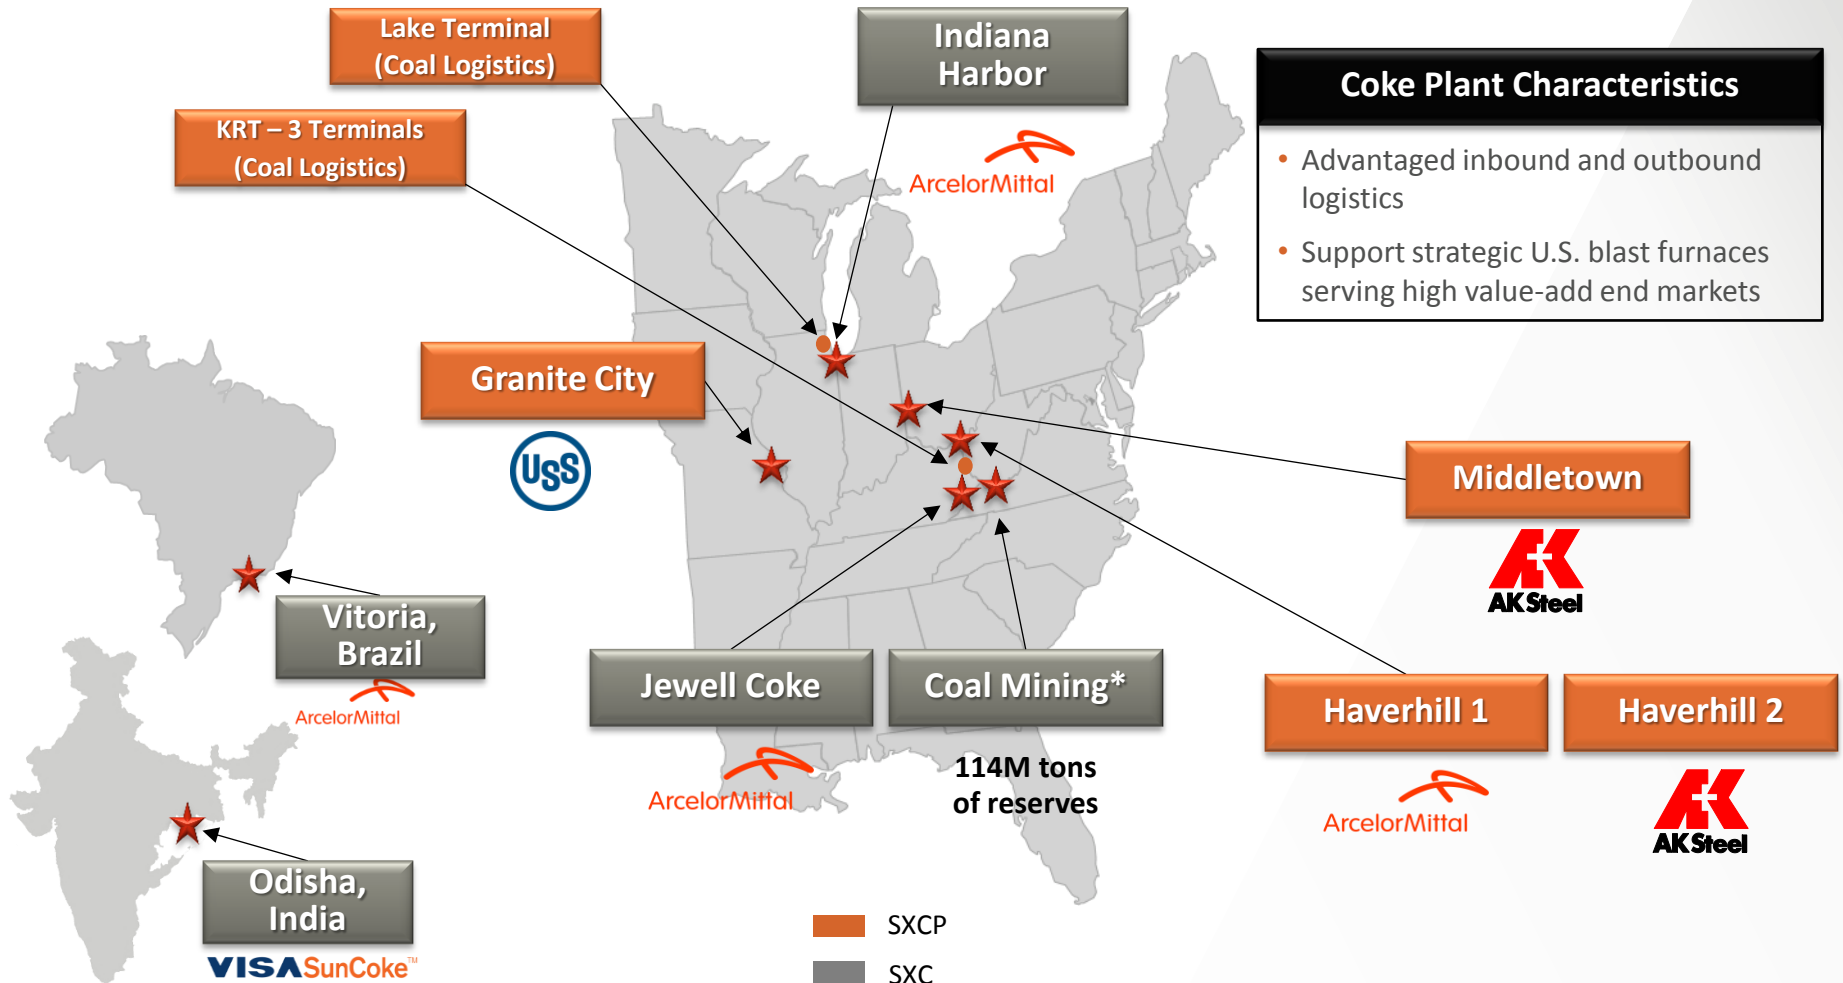 Lake Terminal
(Coal Logistics)
Indiana
Harbor
KRT – 3 Terminals
(Coal Logistics)
ArcelorMittal
Coke Plant Characteristics
• Advantaged inbound and outbound
logistics
• Support strategic U.S. blast furnaces
serving high value-add end markets
Granite City
USS
Middletown
AK Steel
Vitoria,
Brazil
ArcelorMittal
Jewell Coke
ArcelorMittal
Coal Mining*
114M tons
of reserves
Haverhill 1
ArcelorMittal
Haverhill 2
AK Steel
Odisha,
India
VISA SunCoke™
SXCP
SXC